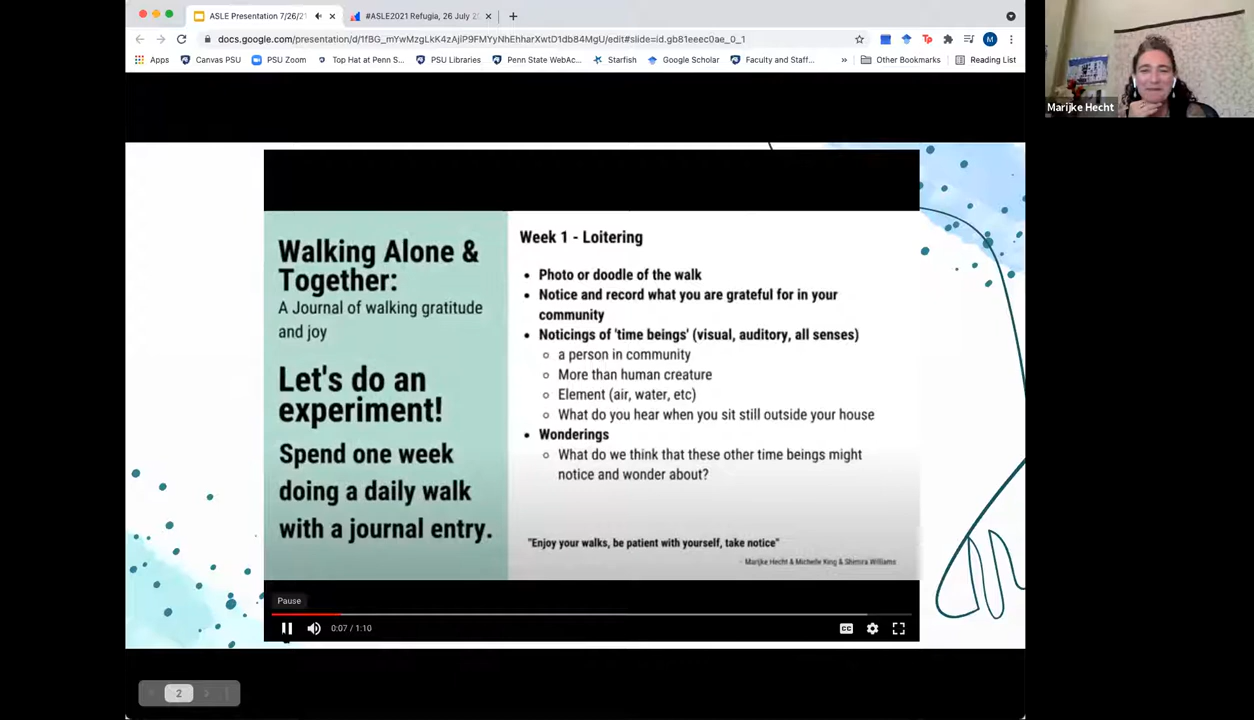 ASLE Presentation 7/26/21
#ASLE2021 Refugia, 26 July 2
docs.google.com/presentation/d/1fBG_mYwMzgLkK4zAjlP9FMYyNhEhharXwtD1db84MgU/edit#slide=id.gb81eeec0ae_0_1
Apps
Canvas PSU
PSU Zoom
Top Hat at Penn S...
PSU Libraries
Penn State WebAc...
Starfish
Google Scholar
Faculty and Staff...
»
Other Bookmarks
Reading List
Marijke Hecht
Walking Alone &
Together:
A Journal of walking gratitude
and joy
Let's do an
experiment!
Spend one week
doing a daily walk
with a journal entry.
Week 1 - Loitering
• Photo or doodle of the walk
• Notice and record what you are grateful for in your
community
• Noticings of 'time beings' (visual, auditory, all senses)
○ a person in community
○ More than human creature
○ Element (air, water, etc)
○ What do you hear when you sit still outside your house
• Wonderings
○ What do we think that these other time beings might
notice and wonder about?
"Enjoy your walks, be patient with yourself, take notice"
- Marijke Hecht & Michelle King & Shimira Williams
Pause
0:07 / 1:10
CC
2